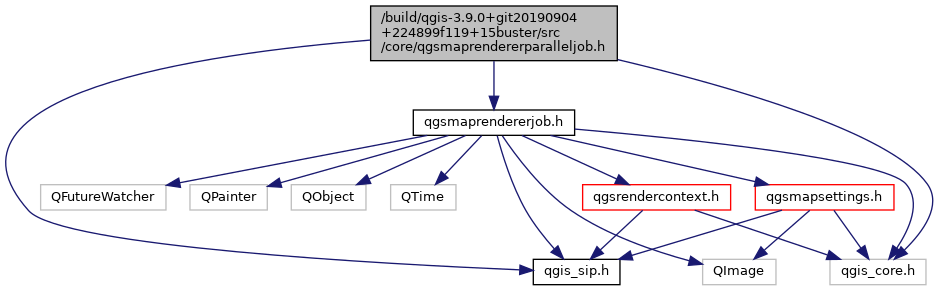 /build/qgis-3.9.0+git20190904
+224899f119+15buster/src
/core/qgsmaprendererparalleljob.h
qgsmaprendererjob.h
QFutureWatcher
QPainter
QObject
QTime
qgsrendercontext.h
qgsmapsettings.h
qgis_sip.h
QImage
qgis_core.h